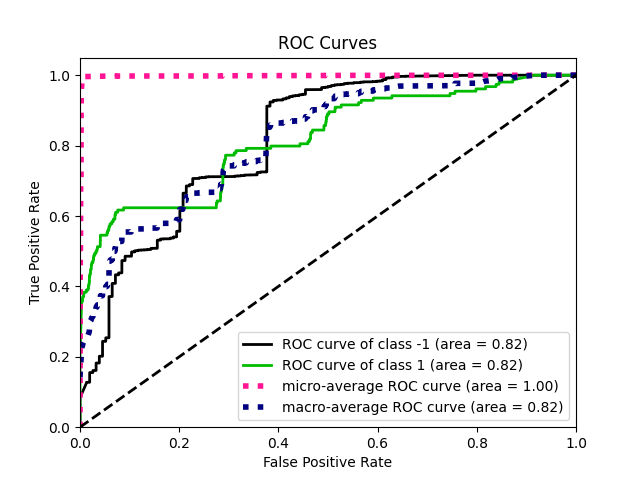 ROC Curves
True Positive Rate
1.0
0.8
0.6
0.4
0.2
0.0
ROC curve of class -1 (area = 0.82)
ROC curve of class 1 (area = 0.82)
micro-average ROC curve (area = 1.00)
macro-average ROC curve (area = 0.82)
0.0 0.2 0.4 0.6 0.8 1.0
False Positive Rate